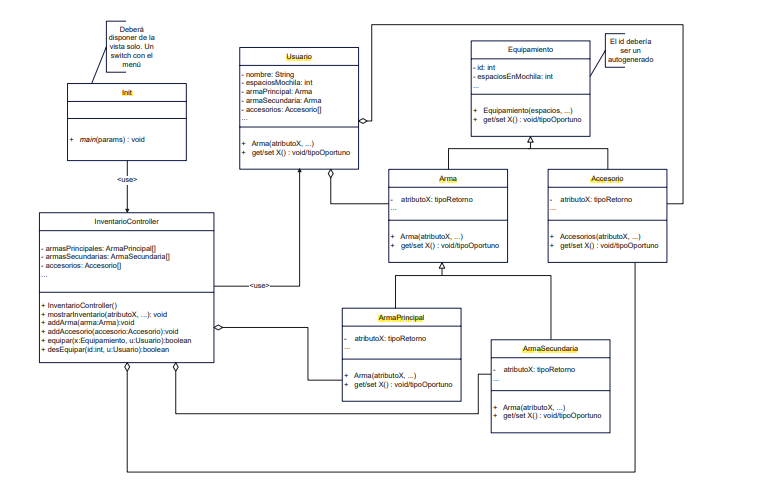 Deberá
disponer de la
vista solo. Un
switch con el
menú
Init
+ main(params) : void
<use>
InventarioController
- armasPrincipales: ArmaPrincipal[]
- armasSecundarias: ArmaSecundaria[]
- accesorios: Accesorio[]
...
+ InventarioController()
+ mostrarInventario(atributoX, ...): void
+ addArma(arma:Arma):void
+ addAccesorio(accesorio:Accesorio):void
+ equipar(x:Equipamiento, u:Usuario):boolean
+ desEquipar(id:int, u:Usuario):boolean
<use>
Usuario
- nombre: String
- espaciosMochila: int
- armaPrincipal: Arma
- armaSecundaria: Arma
- accesorios: Accesorio[]
...
+ Arma(atributoX, ...)
+ get/set X() : void/tipoOportuno
Equipamiento
- id: int
- espaciosEnMochila: int
...
+ Equipamiento(espacios, ...)
+ get/set X() : void/tipoOportuno
El id debería
ser un
autogenerado
Arma
- atributoX: tipoRetorno
...
+ Arma(atributoX, ...)
+ get/set X() : void/tipoOportuno
Accesorio
- atributoX: tipoRetorno
...
+ Accesorios(atributoX, ...)
+ get/set X() : void/tipoOportuno
ArmaPrincipal
- atributoX: tipoRetorno
...
+ Arma(atributoX, ...)
+ get/set X() : void/tipoOportuno
ArmaSecundaria
- atributoX: tipoRetorno
...
+ Arma(atributoX, ...)
+ get/set X() : void/tipoOportuno